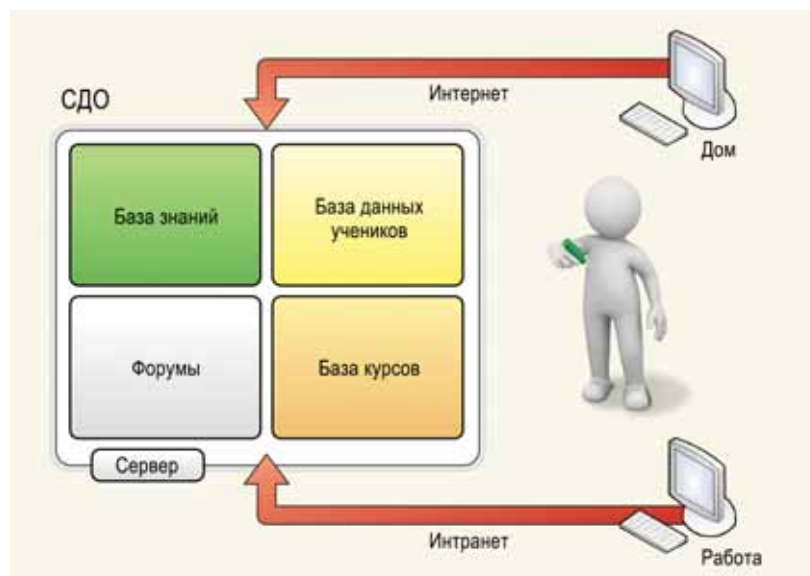 СДО
Интернет
Дом
База знаний
База данных
учеников
Форумы
База курсов
Сервер
Интранет
Работа